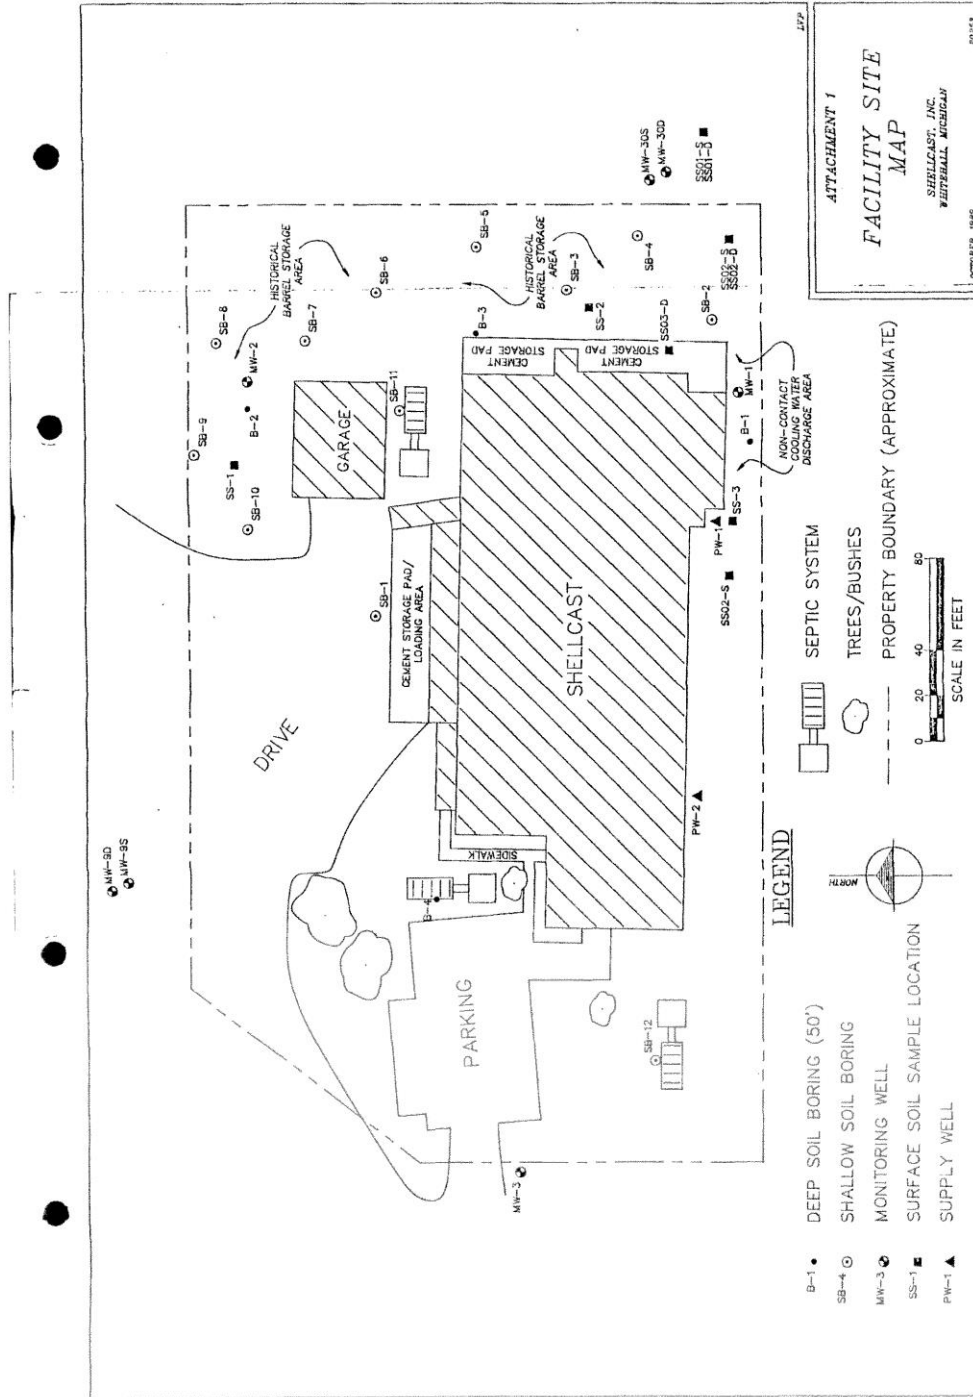 MW-9D
MW-9S
SB-9
SS-1
SB-10
B-2
SB-8
MW-2
SB-7
HISTORICAL
BARREL STORAGE
AREA
SB-6
SB-5
HISTORICAL
BARREL STORAGE
AREA
SB-3
SB-4
MW-30S
MW-30D
SS01-S
SS01-D
SS02-S
SS02-D
SB-2
SS-2
SS03-D
B-3
CEMENT
STORAGE PAD
CEMENT
STORAGE PAD
GARAGE
SB-11
DRIVE
SB-1
CEMENT STORAGE PAD/
LOADING AREA
SHELLCAST
SIDEWALK
B-4
PARKING
SB-12
MW-3
PW-2
SS02-S
PW-1
SS-3
B-1
MW-1
NON-CONTACT
COOLING WATER
DISCHARGE AREA
LEGEND
B-1 DEEP SOIL BORING (50')
SB-4 SHALLOW SOIL BORING
MW-3 MONITORING WELL
SS-1 SURFACE SOIL SAMPLE LOCATION
PW-1 SUPPLY WELL
NORTH
SEPTIC SYSTEM
TREES/BUSHES
PROPERTY BOUNDARY (APPROXIMATE)
0 20 40 80
SCALE IN FEET
ATTACHMENT 1
FACILITY SITE
MAP
SHELLCAST, INC.
WHITEHALL, MICHIGAN